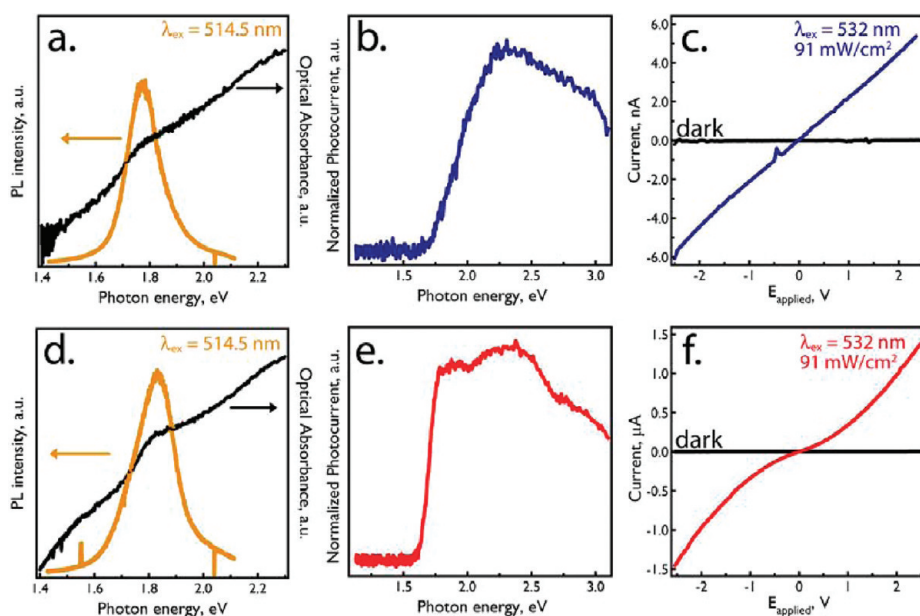 a.
λex = 514.5 nm
PL intensity, a.u.
Optical Absorbance, a.u.
1.4 1.6 1.8 2.0 2.2
Photon energy, eV
b.
Normalized Photocurrent, a.u.
1.5 2.0 2.5 3.0
Photon energy, eV
c.
λex = 532 nm
91 mW/cm²
dark
Current, nA
6.0
4.0
2.0
0.0
-2.0
-4.0
-6.0
-2 -1 0 1 2
Eapplied, V
d.
λex = 514.5 nm
PL intensity, a.u.
Optical Absorbance, a.u.
1.4 1.6 1.8 2.0 2.2
Photon energy, eV
e.
Normalized Photocurrent, a.u.
1.5 2.0 2.5 3.0
Photon energy, eV
f.
λex = 532 nm
91 mW/cm²
dark
Current, μA
1.5
1.0
0.5
0.0
-0.5
-1.0
-1.5
-2 -1 0 1 2
Eapplied, V